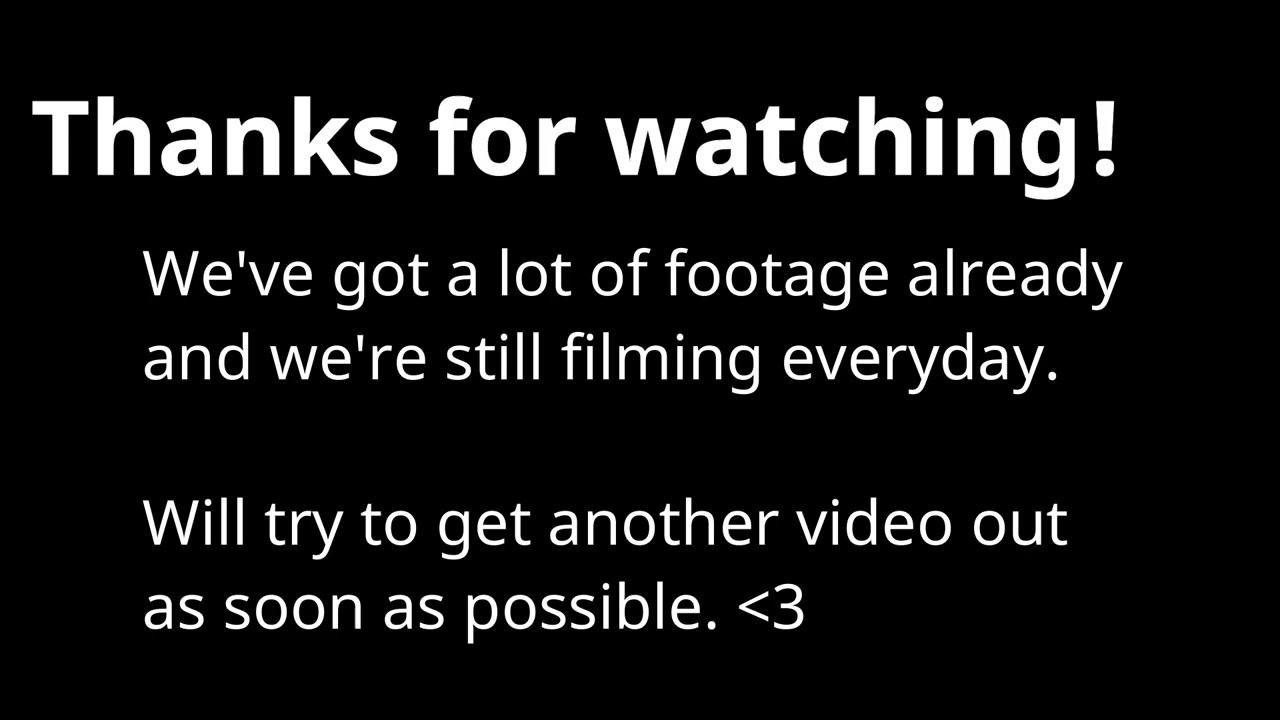 Thanks for watching!
We've got a lot of footage already
and we're still filming everyday.
Will try to get another video out
as soon as possible. <3